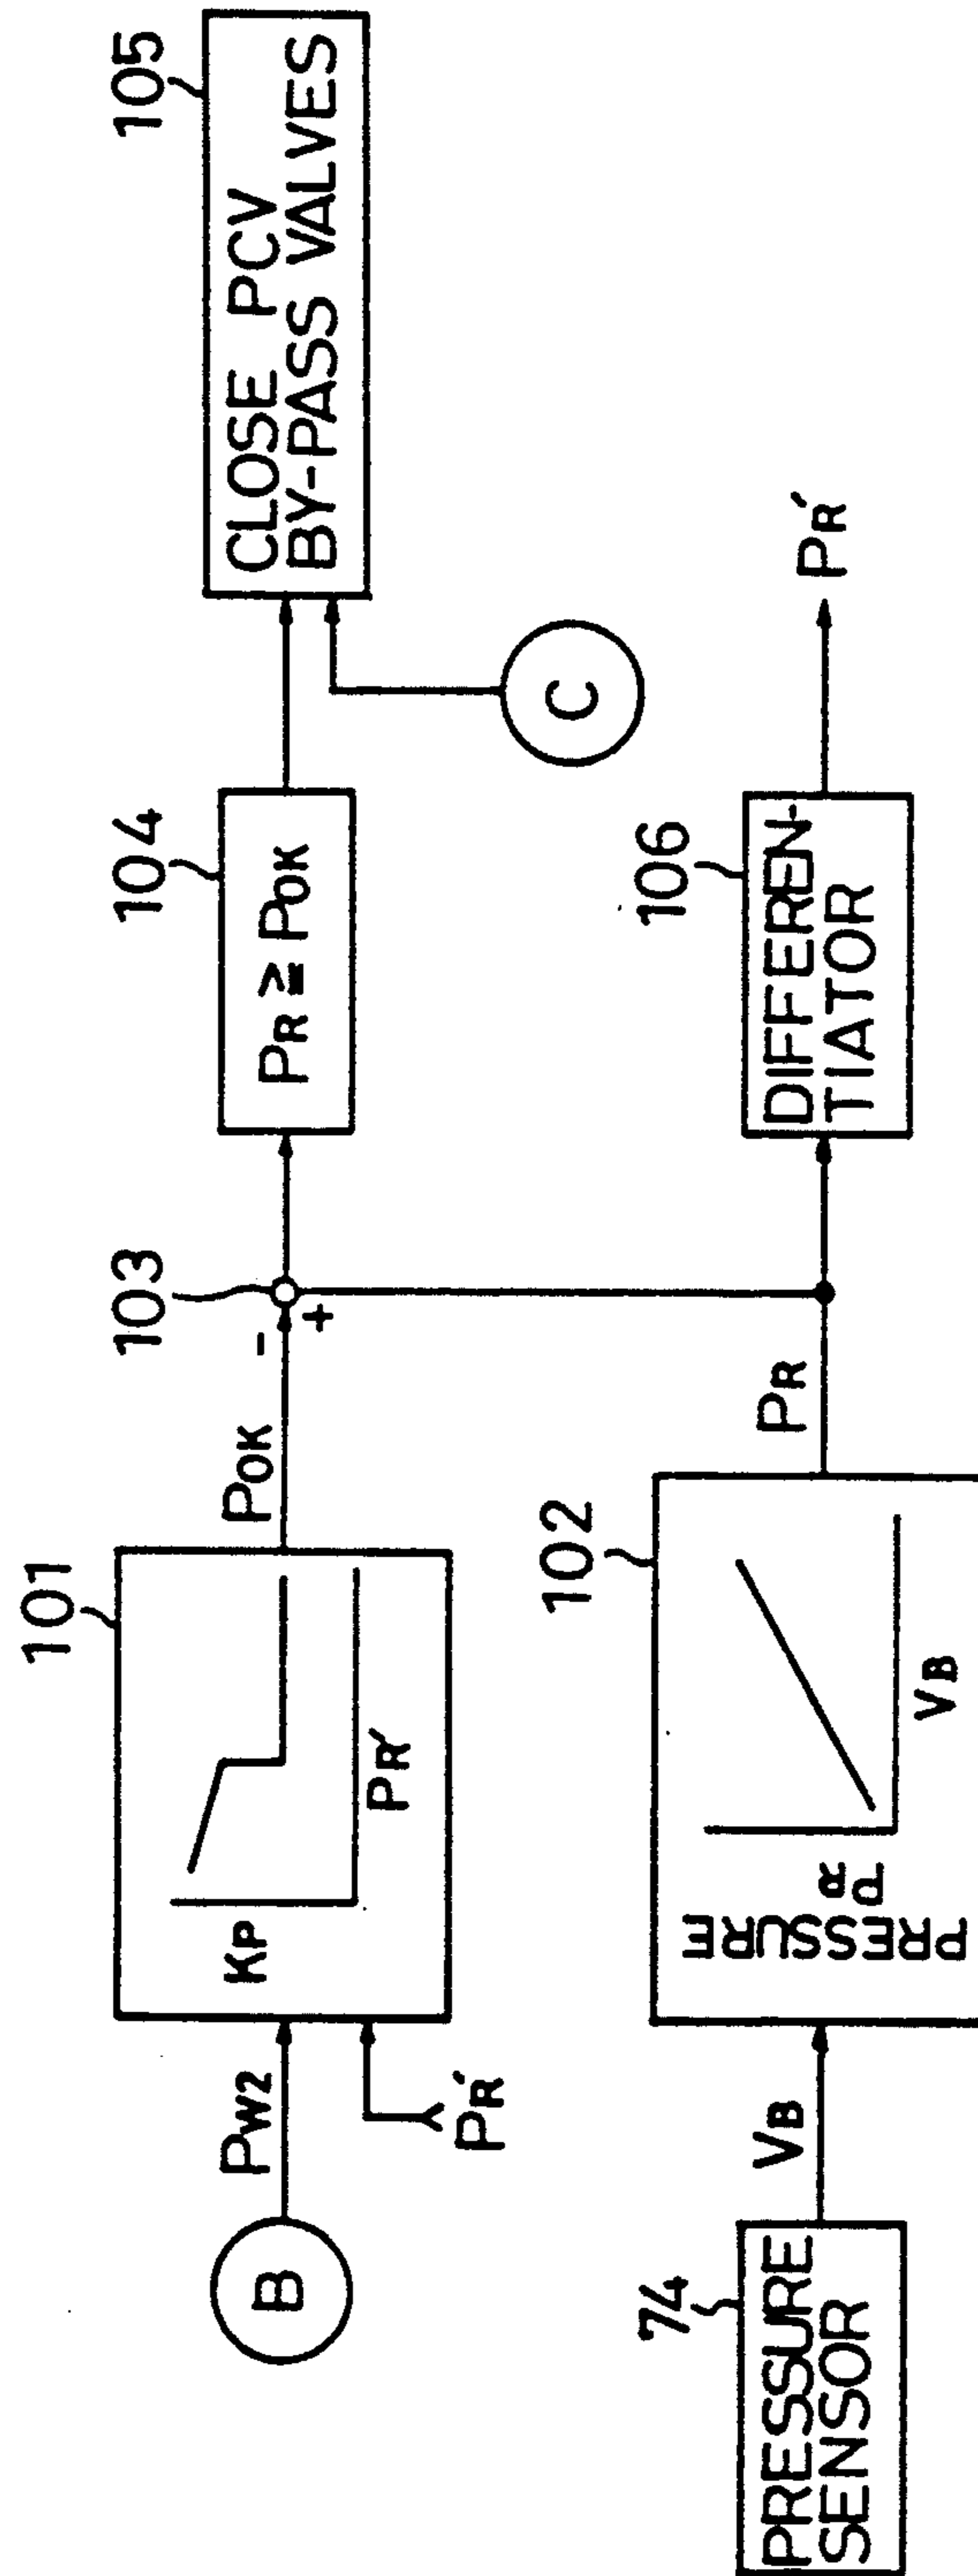 B
PW2
PR′
101
KP
PR′
POK
-
+
103
104
PR ≧ POK
105
CLOSE PCV
BY-PASS VALVES
C
74
PRESSURE
SENSOR
VB
102
PRESSURE
PR
VB
PR
106
DIFFEREN-
TIATOR
PR′